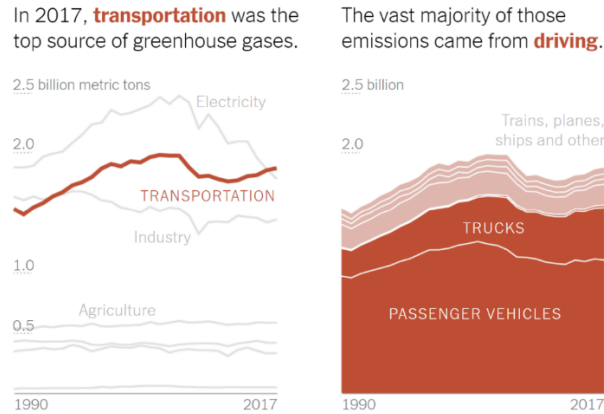 In 2017, transportation was the
top source of greenhouse gases.
2.5 billion metric tons
Electricity
2.0
TRANSPORTATION
Industry
1.0
Agriculture
0.5
1990
2017
The vast majority of those
emissions came from driving.
2.5 billion
Trains, planes,
ships and other
2.0
TRUCKS
PASSENGER VEHICLES
1990
2017